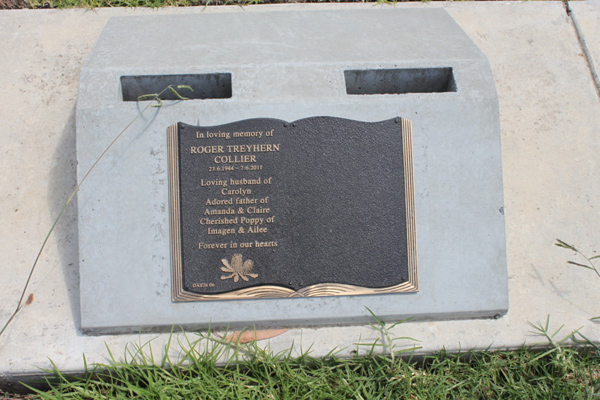 In loving memory of
ROGER TREYHERN
COLLIER
23.6.1944 - 7.6.2011
Loving husband of
Carolyn
Adored father of
Amanda & Claire
Cherished Poppy of
Imagen & Ailee
Forever in our hearts